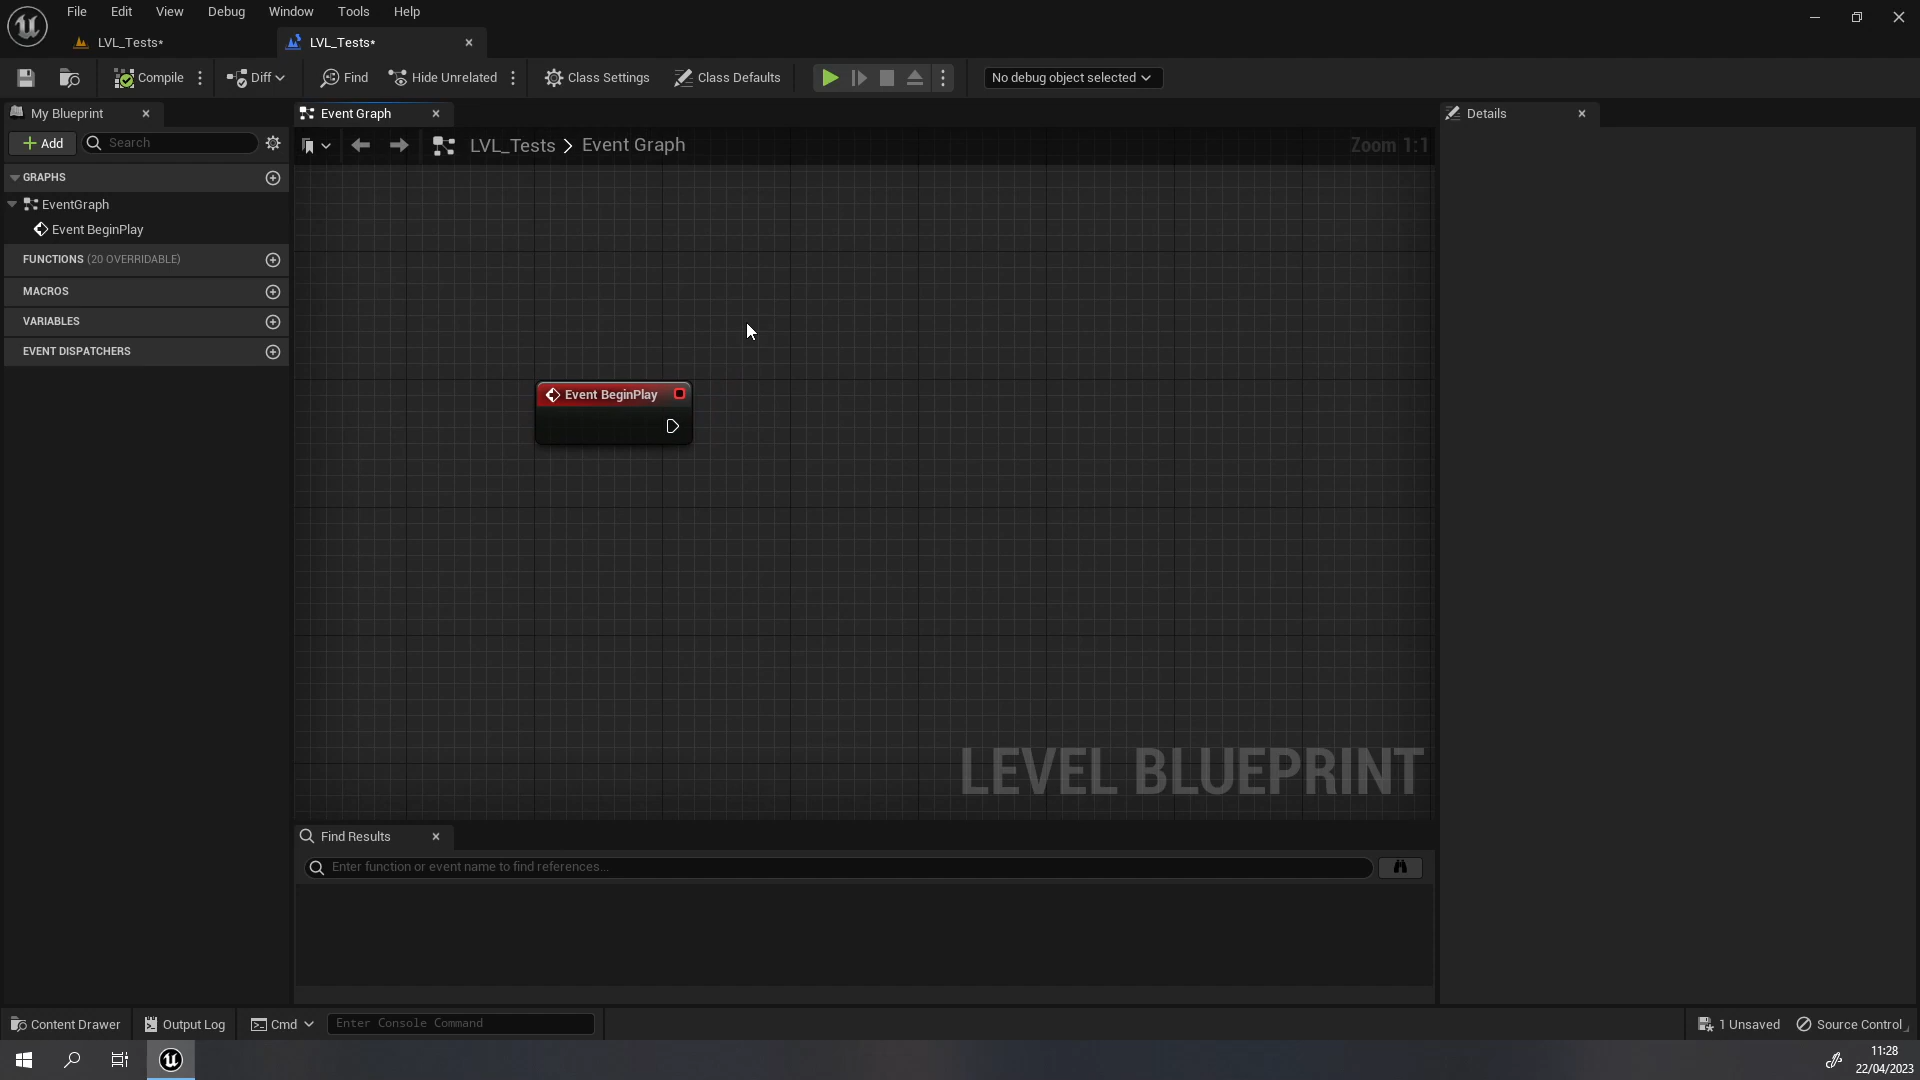 File Edit View Debug Window Tools Help
LVL_Tests* LVL_Tests*
Compile Diff Find Hide Unrelated Class Settings Class Defaults No debug object selected
My Blueprint Event Graph Details
Add Search LVL_Tests > Event Graph Zoom 1:1
GRAPHS
EventGraph
Event BeginPlay
FUNCTIONS (20 OVERRIDABLE)
MACROS
VARIABLES
EVENT DISPATCHERS
Event BeginPlay
LEVEL BLUEPRINT
Find Results
Enter function or event name to find references...
Content Drawer Output Log Cmd Enter Console Command 1 Unsaved Source Control
11:28
22/04/2023